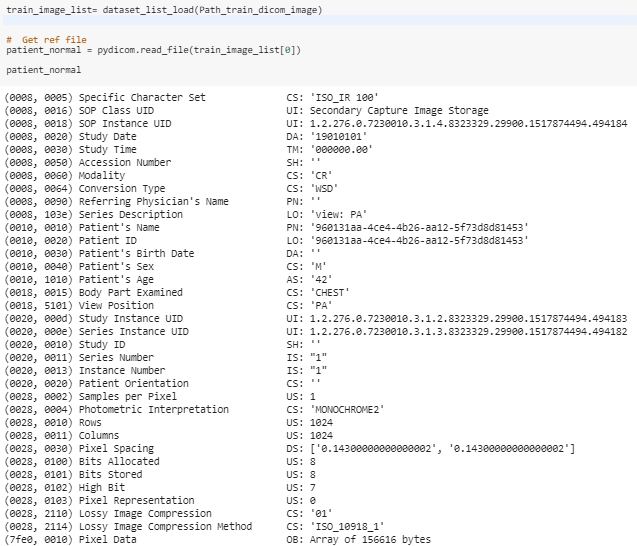 train_image_list= dataset_list_load(Path_train_dicom_image)
#  Get ref file
patient_normal = pydicom.read_file(train_image_list[0])
patient_normal
(0008, 0005) Specific Character Set              CS: 'ISO_IR 100'
(0008, 0016) SOP Class UID                       UI: Secondary Capture Image Storage
(0008, 0018) SOP Instance UID                    UI: 1.2.276.0.7230010.3.1.4.8323329.29900.1517874494.494184
(0008, 0020) Study Date                          DA: '19010101'
(0008, 0030) Study Time                          TM: '000000.00'
(0008, 0050) Accession Number                    SH: ''
(0008, 0060) Modality                            CS: 'CR'
(0008, 0064) Conversion Type                     CS: 'WSD'
(0008, 0090) Referring Physician's Name          PN: ''
(0008, 103e) Series Description                  LO: 'view: PA'
(0010, 0010) Patient's Name                      PN: '960131aa-4ce4-4b26-aa12-5f73d8d81453'
(0010, 0020) Patient ID                          LO: '960131aa-4ce4-4b26-aa12-5f73d8d81453'
(0010, 0030) Patient's Birth Date                DA: ''
(0010, 0040) Patient's Sex                       CS: 'M'
(0010, 1010) Patient's Age                       AS: '42'
(0018, 0015) Body Part Examined                  CS: 'CHEST'
(0018, 5101) View Position                       CS: 'PA'
(0020, 000d) Study Instance UID                  UI: 1.2.276.0.7230010.3.1.2.8323329.29900.1517874494.494183
(0020, 000e) Series Instance UID                 UI: 1.2.276.0.7230010.3.1.3.8323329.29900.1517874494.494182
(0020, 0010) Study ID                            SH: ''
(0020, 0011) Series Number                       IS: "1"
(0020, 0013) Instance Number                     IS: "1"
(0020, 0020) Patient Orientation                 CS: ''
(0028, 0002) Samples per Pixel                   US: 1
(0028, 0004) Photometric Interpretation          CS: 'MONOCHROME2'
(0028, 0010) Rows                                US: 1024
(0028, 0011) Columns                             US: 1024
(0028, 0030) Pixel Spacing                       DS: ['0.14300000000000002', '0.14300000000000002']
(0028, 0100) Bits Allocated                      US: 8
(0028, 0101) Bits Stored                         US: 8
(0028, 0102) High Bit                            US: 7
(0028, 0103) Pixel Representation                US: 0
(0028, 2110) Lossy Image Compression             CS: '01'
(0028, 2114) Lossy Image Compression Method      CS: 'ISO_10918_1'
(7fe0, 0010) Pixel Data                          OB: Array of 156616 bytes